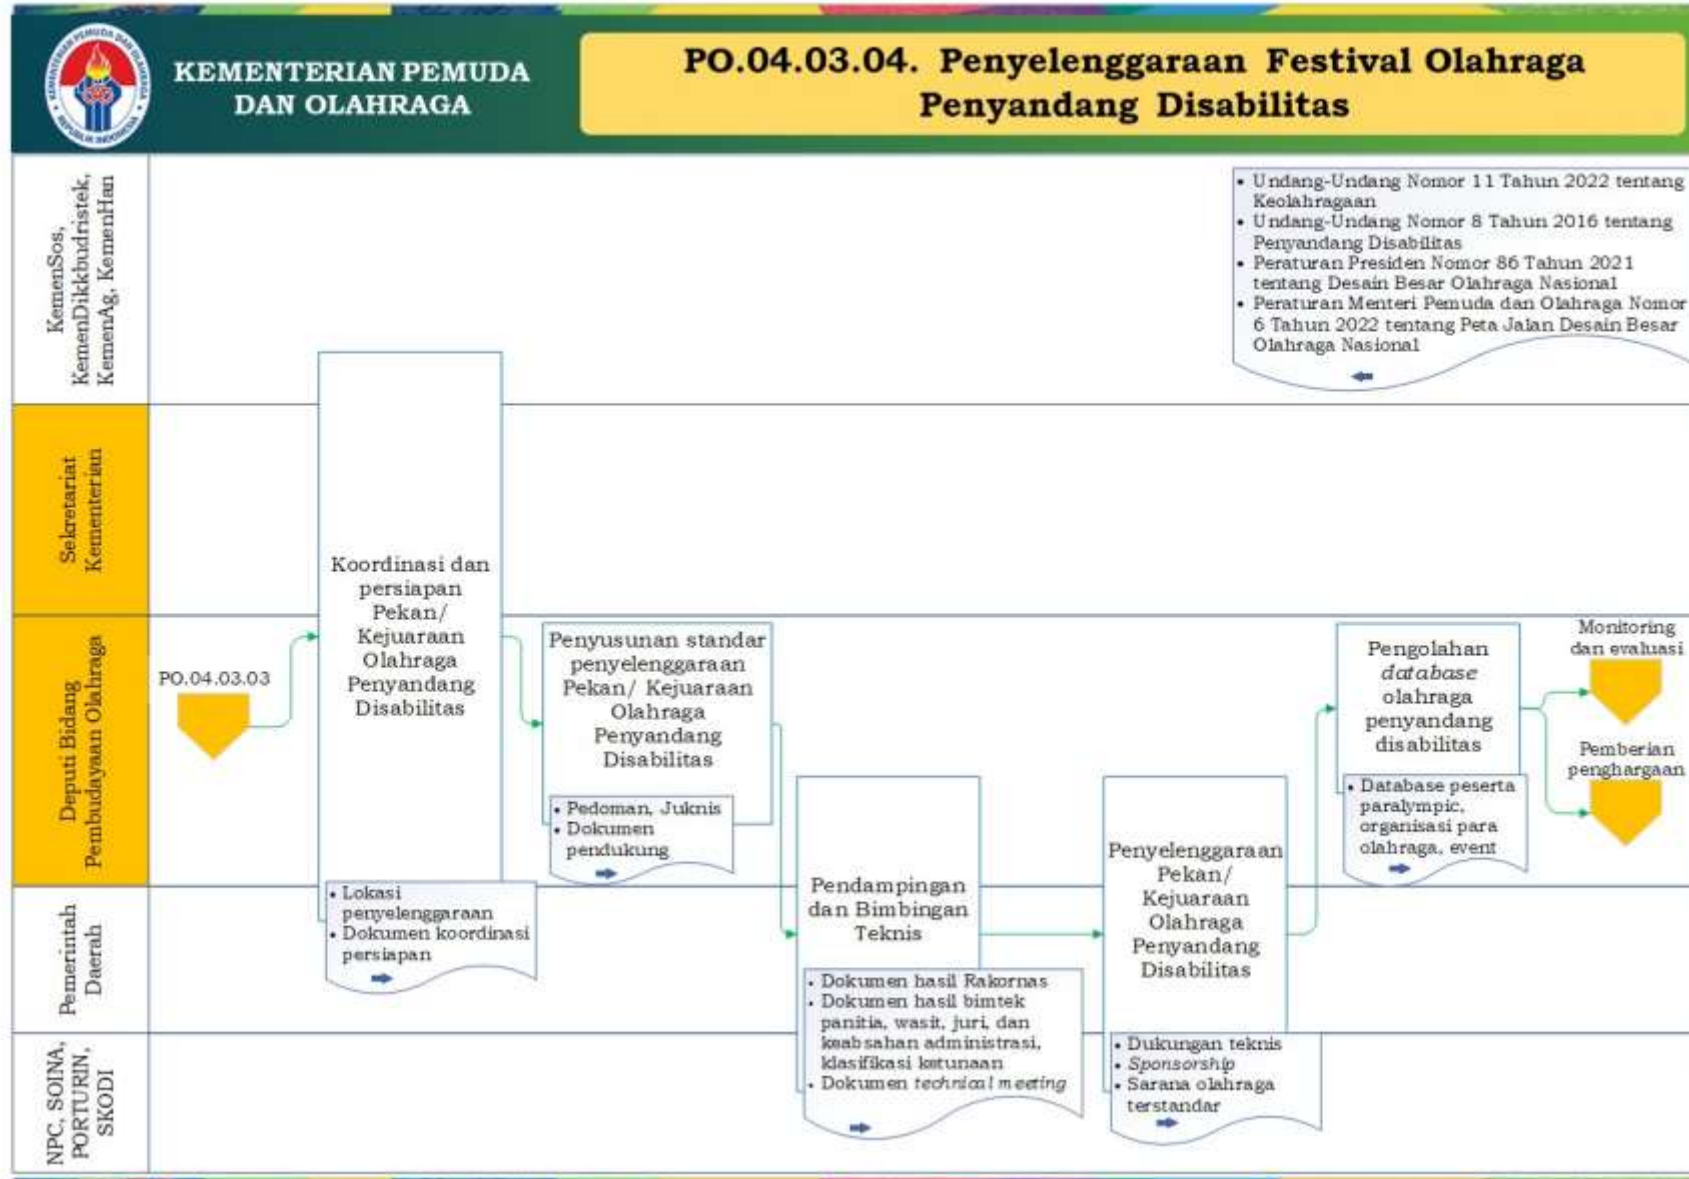 KEMENTERIAN PEMUDA DAN OLAHRAGA
REPUBLIK INDONESIA
KEMENTERIAN PEMUDA
DAN OLAHRAGA
PO.04.03.04. Penyelenggaraan Festival Olahraga
Penyandang Disabilitas
KemenSos,
KemenDikkbudristek,
KemenAg, KemenHan
• Undang-Undang Nomor 11 Tahun 2022 tentang
Keolahragaan
• Undang-Undang Nomor 8 Tahun 2016 tentang
Penyandang Disabilitas
• Peraturan Presiden Nomor 86 Tahun 2021
tentang Desain Besar Olahraga Nasional
• Peraturan Menteri Pemuda dan Olahraga Nomor
6 Tahun 2022 tentang Peta Jalan Desain Besar
Olahraga Nasional
Sekretariat
Kementerian
Koordinasi dan
persiapan
Pekan/
Kejuaraan
Olahraga
Penyandang
Disabilitas
• Lokasi
penyelenggaraan
• Dokumen koordinasi
persiapan
Deputi Bidang
Pembudayaan Olahraga
PO.04.03.03
Penyusunan standar
penyelenggaraan
Pekan/ Kejuaraan
Olahraga
Penyandang
Disabilitas
• Pedoman, Juknis
• Dokumen
pendukung
Pendampingan
dan Bimbingan
Teknis
• Dokumen hasil Rakornas
• Dokumen hasil bimtek
panitia, wasit, juri, dan
keabsahan administrasi,
klasifikasi ketunaan
• Dokumen technical meeting
Penyelenggaraan
Pekan/
Kejuaraan
Olahraga
Penyandang
Disabilitas
• Dukungan teknis
• Sponsorship
• Sarana olahraga
terstandar
Pengolahan
database
olahraga
penyandang
disabilitas
• Database peserta
paralympic,
organisasi para
olahraga, event
Monitoring
dan evaluasi
Pemberian
penghargaan
Pemerintah
Daerah
NPC, SOINA,
PORTURIN,
SKODI